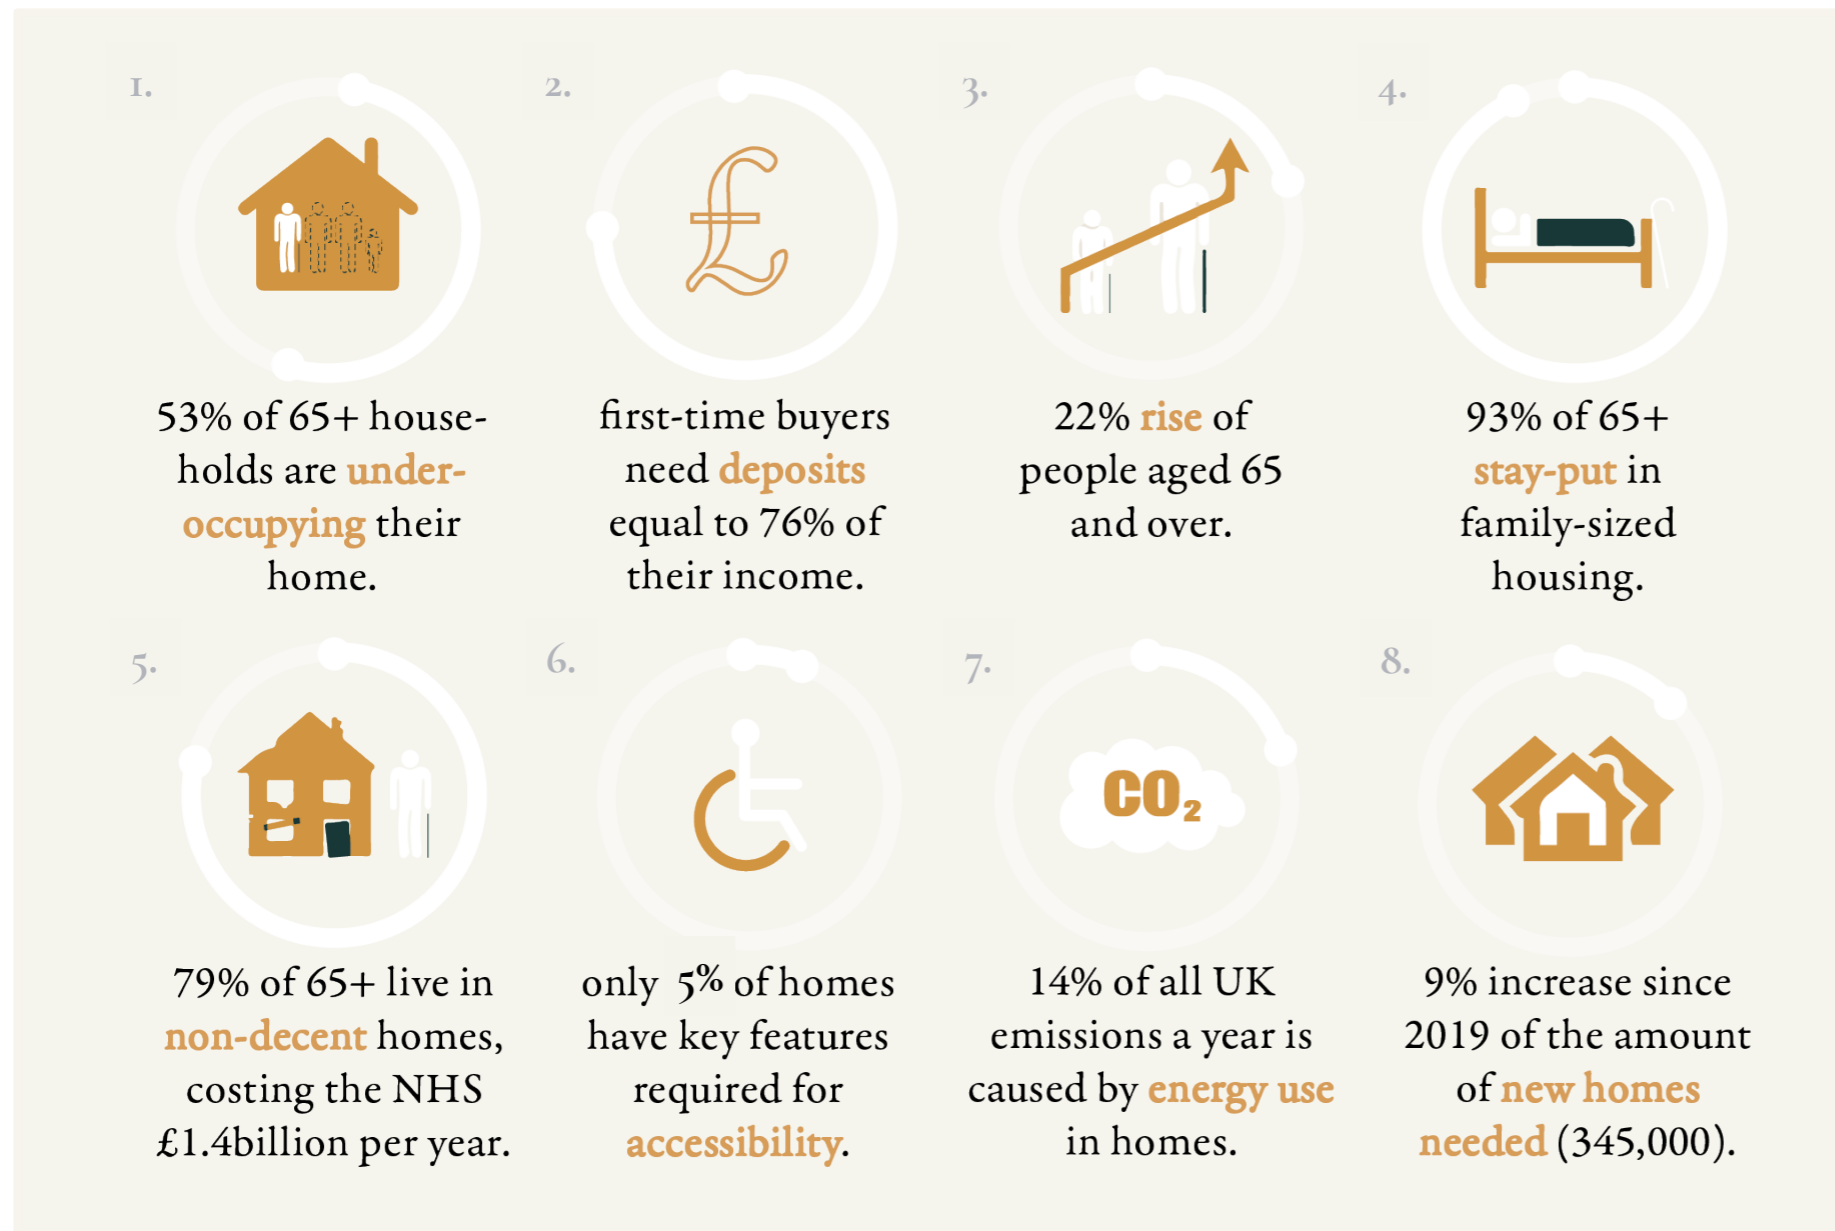 1.
53% of 65+ house-
holds are under-
occupying their
home.
2.
first-time buyers
need deposits
equal to 76% of
their income.
3.
22% rise of
people aged 65
and over.
4.
93% of 65+
stay-put in
family-sized
housing.
5.
79% of 65+ live in
non-decent homes,
costing the NHS
£1.4billion per year.
6.
only 5% of homes
have key features
required for
accessibility.
7.
CO₂
14% of all UK
emissions a year is
caused by energy use
in homes.
8.
9% increase since
2019 of the amount
of new homes
needed (345,000).